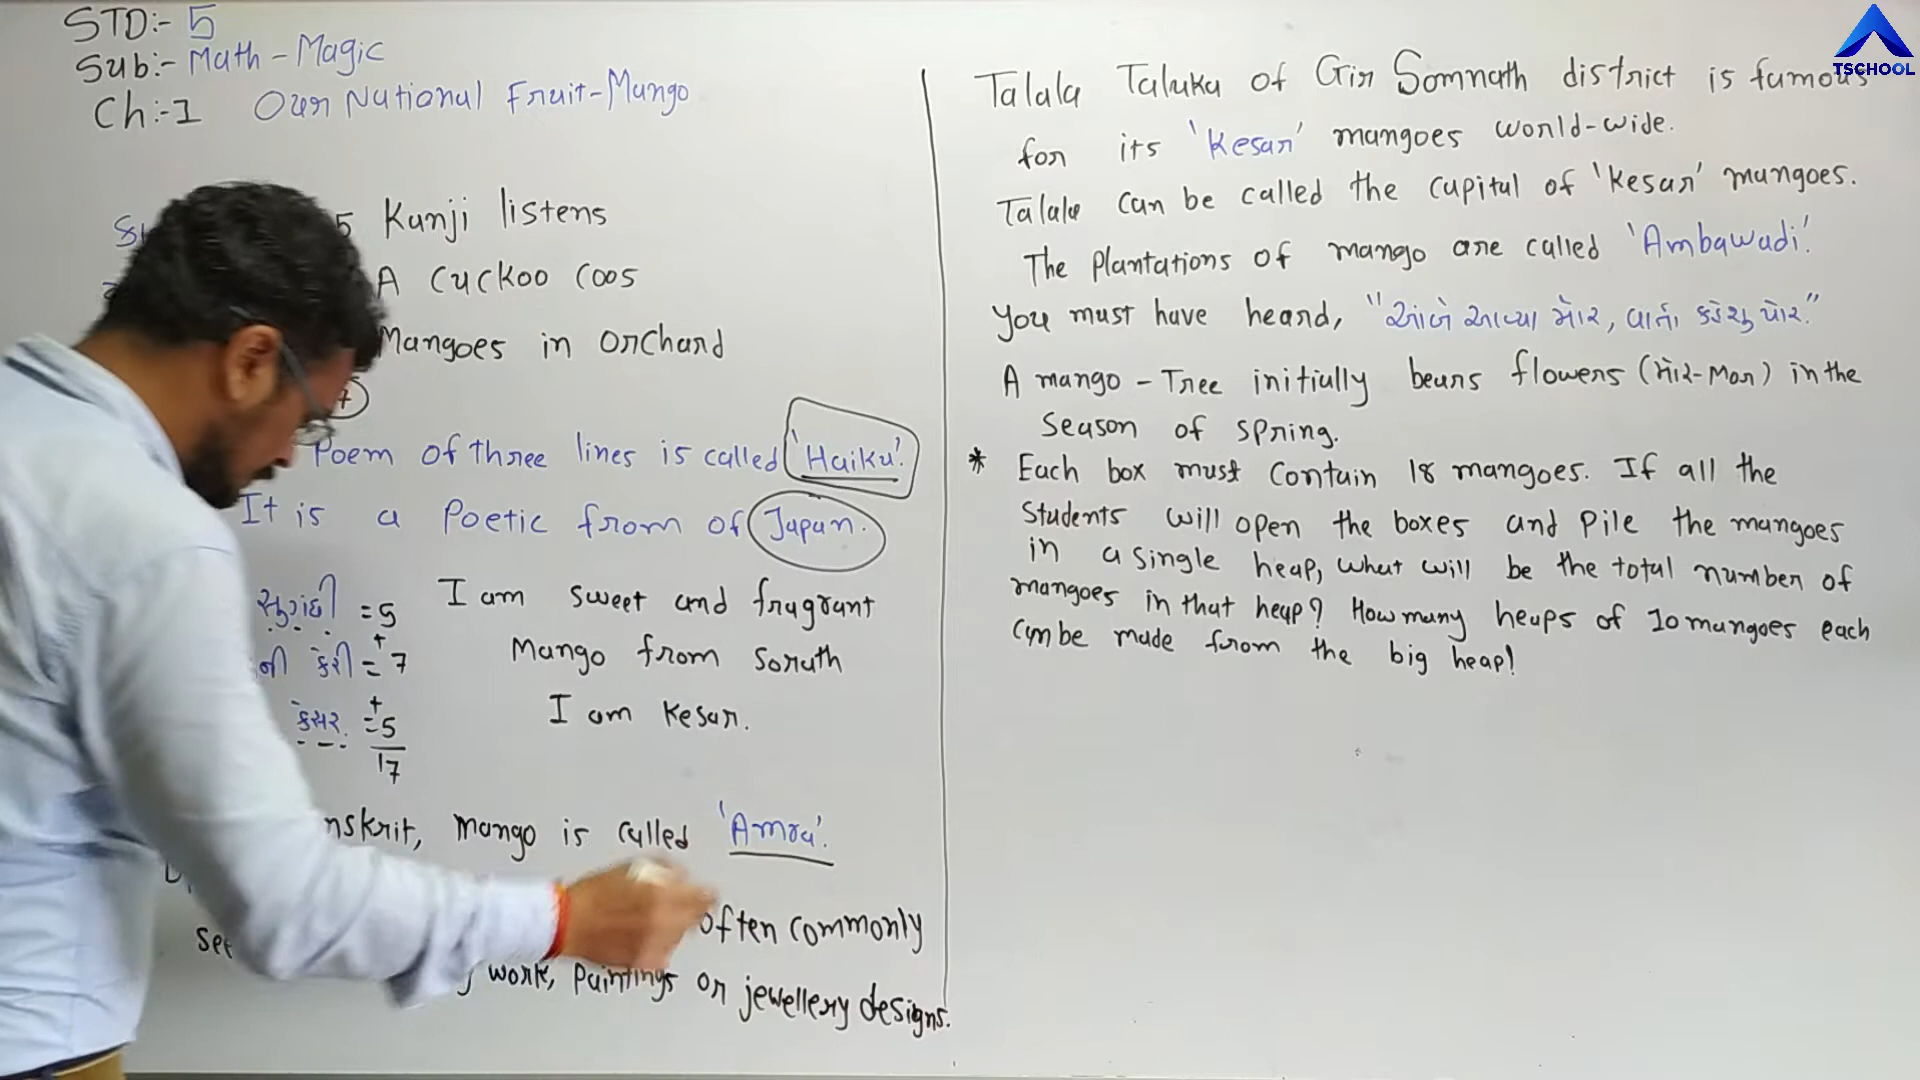 STD:- 5
Sub:- Math-Magic
Ch:-1 Our National Fruit-Mango
5 Kunji listens
A Cuckoo Coos
Mangoes in Orchard
7
Poem of three lines is called 'Haiku'.
It is a Poetic from of Japan.
સુગંધી =5
ની કેરી = 7
+
કેસર. =5
+
17
I am sweet and fragrant
Mango from Sorath
I am Kesar.
nskrit, mango is called 'Amra'.
often commonly
see
work, Paintings or jewellery designs.
Talala Taluka of Gir Somnath district is famous
for its 'Kesar' mangoes world-wide.
Talala can be called the capital of 'Kesar' mangoes.
The Plantations of mango are called 'Ambawadi'.
You must have heard, "આંબે આવ્યા મોર,
A mango-Tree initially bears flowers (મોર-Mor) in the
Season of Spring.
* Each box must Contain 18 mangoes. If all the
Students will open the boxes and Pile the mangoes
in a single heap, what will be the total number of
mangoes in that heap? How many heaps of 10 mangoes each
can be made from the big heap!
TSCHOOL